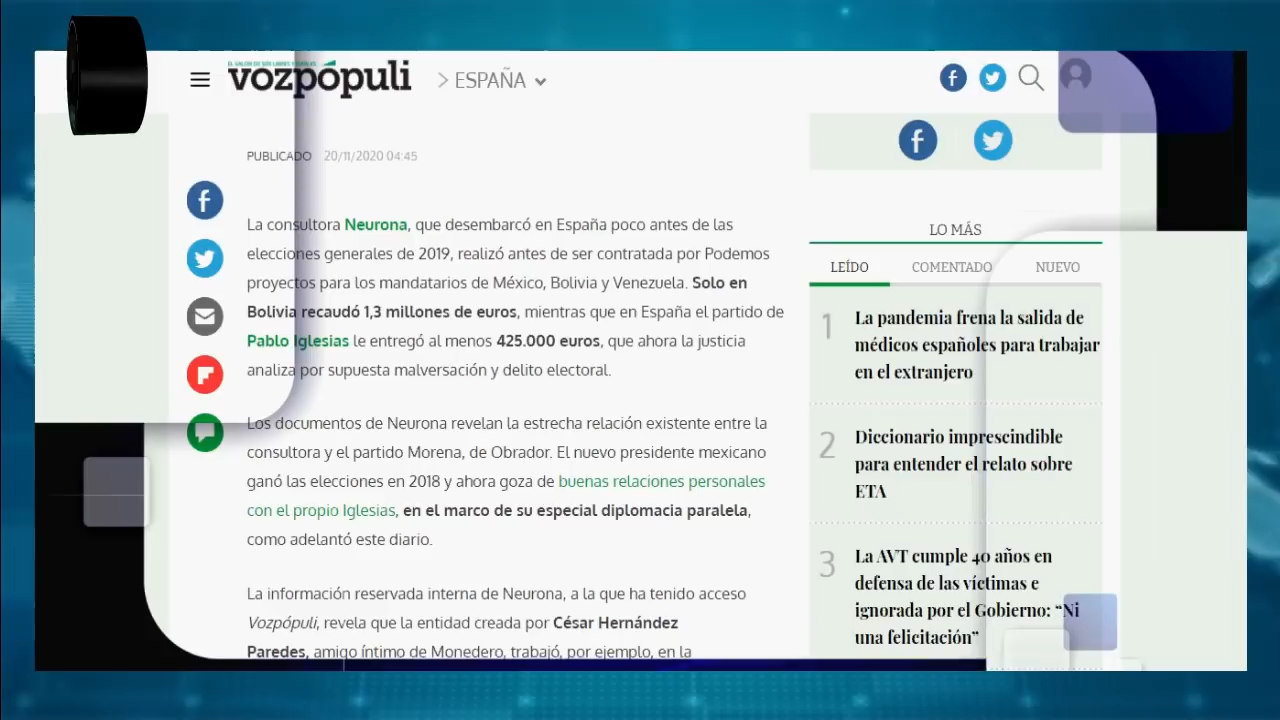 vozpópuli
ESPAÑA
PUBLICADO 20/11/2020 04:45
La consultora Neurona, que desembarcó en España poco antes de las
elecciones generales de 2019, realizó antes de ser contratada por Podemos
proyectos para los mandatarios de México, Bolivia y Venezuela. Solo en
Bolivia recaudó 1,3 millones de euros, mientras que en España el partido de
Pablo Iglesias le entregó al menos 425.000 euros, que ahora la justicia
analiza por supuesta malversación y delito electoral.
Los documentos de Neurona revelan la estrecha relación existente entre la
consultora y el partido Morena, de Obrador. El nuevo presidente mexicano
ganó las elecciones en 2018 y ahora goza de buenas relaciones personales
con el propio Iglesias, en el marco de su especial diplomacia paralela,
como adelantó este diario.
La información reservada interna de Neurona, a la que ha tenido acceso
Vozpópuli, revela que la entidad creada por César Hernández
Paredes, amigo íntimo de Monedero, trabajó, por ejemplo, en la
LO MÁS
LEÍDO COMENTADO NUEVO
1 La pandemia frena la salida de
médicos españoles para trabajar
en el extranjero
2 Diccionario imprescindible
para entender el relato sobre
ETA
3 La AVT cumple 40 años en
defensa de las víctimas e
ignorada por el Gobierno: “Ni
una felicitación”